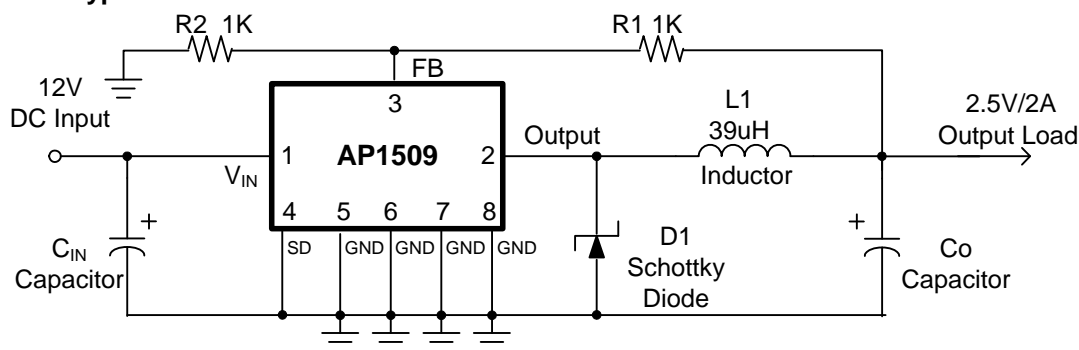 R2 1K
R1 1K
FB
12V
DC Input
3
L1
39uH
Inductor
2.5V/2A
Output Load
Output
1
AP1509
2
VIN
4
5
6
7
8
SD
GND
GND
GND
GND
+
CIN
Capacitor
D1
Schottky
Diode
+
Co
Capacitor